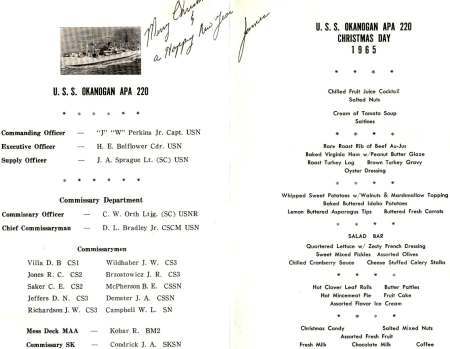 Merry Christmas
&
a Happy New Year
James
U. S. S. OKANOGAN APA 220
* * * * * *
Commanding Officer — "J" "W" Perkins Jr. Capt. USN
Executive Officer — H. E. Belflower Cdr. USN
Supply Officer — J. A. Sprague Lt. (SC) USN
* * * * * *
Commissary Department
Commissary Officer — C. W. Orth Ltjg. (SC) USNR
Chief Commissaryman — D. L. Bradley Jr. CSCM USN
Commissarymen
Villa D. B CS1 Wildhaber J. W. CS3
Jones R. C. CS2 Brzostowicz J. R. CS3
Saker C. E. CS2 McPherson B. E. CSSN
Jeffers D. N. CS3 Demster J. A. CSSN
Richardson J. W. CS3 Campbell W. L. SN
Mess Deck MAA — Kobar R. BM2
Commissary SK — Condrick J. A. SKSN
U. S. S. OKANOGAN APA 220
CHRISTMAS DAY
1965
* * * *
Chilled Fruit Juice Cocktail
Salted Nuts
Cream of Tomato Soup
Saltines
* * * *
Rare Roast Rib of Beef Au-Jus
Baked Virginia Ham w/Peanut Butter Glaze
Roast Turkey Log Brown Turkey Gravy
Oyster Dressing
* * * *
Whipped Sweet Potatoes w/Walnuts & Marshmallow Topping
Baked Buttered Idaho Potatoes
Lemon Buttered Asparagus Tips Buttered Fresh Carrots
* * * *
SALAD BAR
Quartered Lettuce w/ Zesty French Dressing
Sweet Mixed Pickles Assorted Olives
Chilled Cranberry Sauce Cheese Stuffed Celery Stalks
* * * *
Hot Clover Leaf Rolls Butter Patties
Hot Mincemeat Pie Fruit Cake
Assorted Flavor Ice Cream
* * * *
Christmas Candy Salted Mixed Nuts
Assorted Fresh Fruit
Fresh Milk Chocolate Milk Coffee